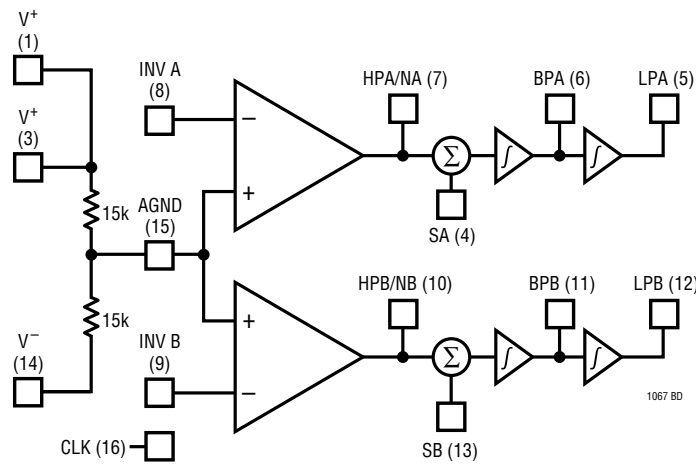 V+
(1)
V+
(3)
15k
15k
V−
(14)
INV A
(8)
−
+
AGND
(15)
+
−
INV B
(9)
CLK (16)
HPA/NA (7)
Σ
SA (4)
∫
BPA (6)
∫
LPA (5)
HPB/NB (10)
Σ
SB (13)
∫
BPB (11)
∫
LPB (12)
1067 BD